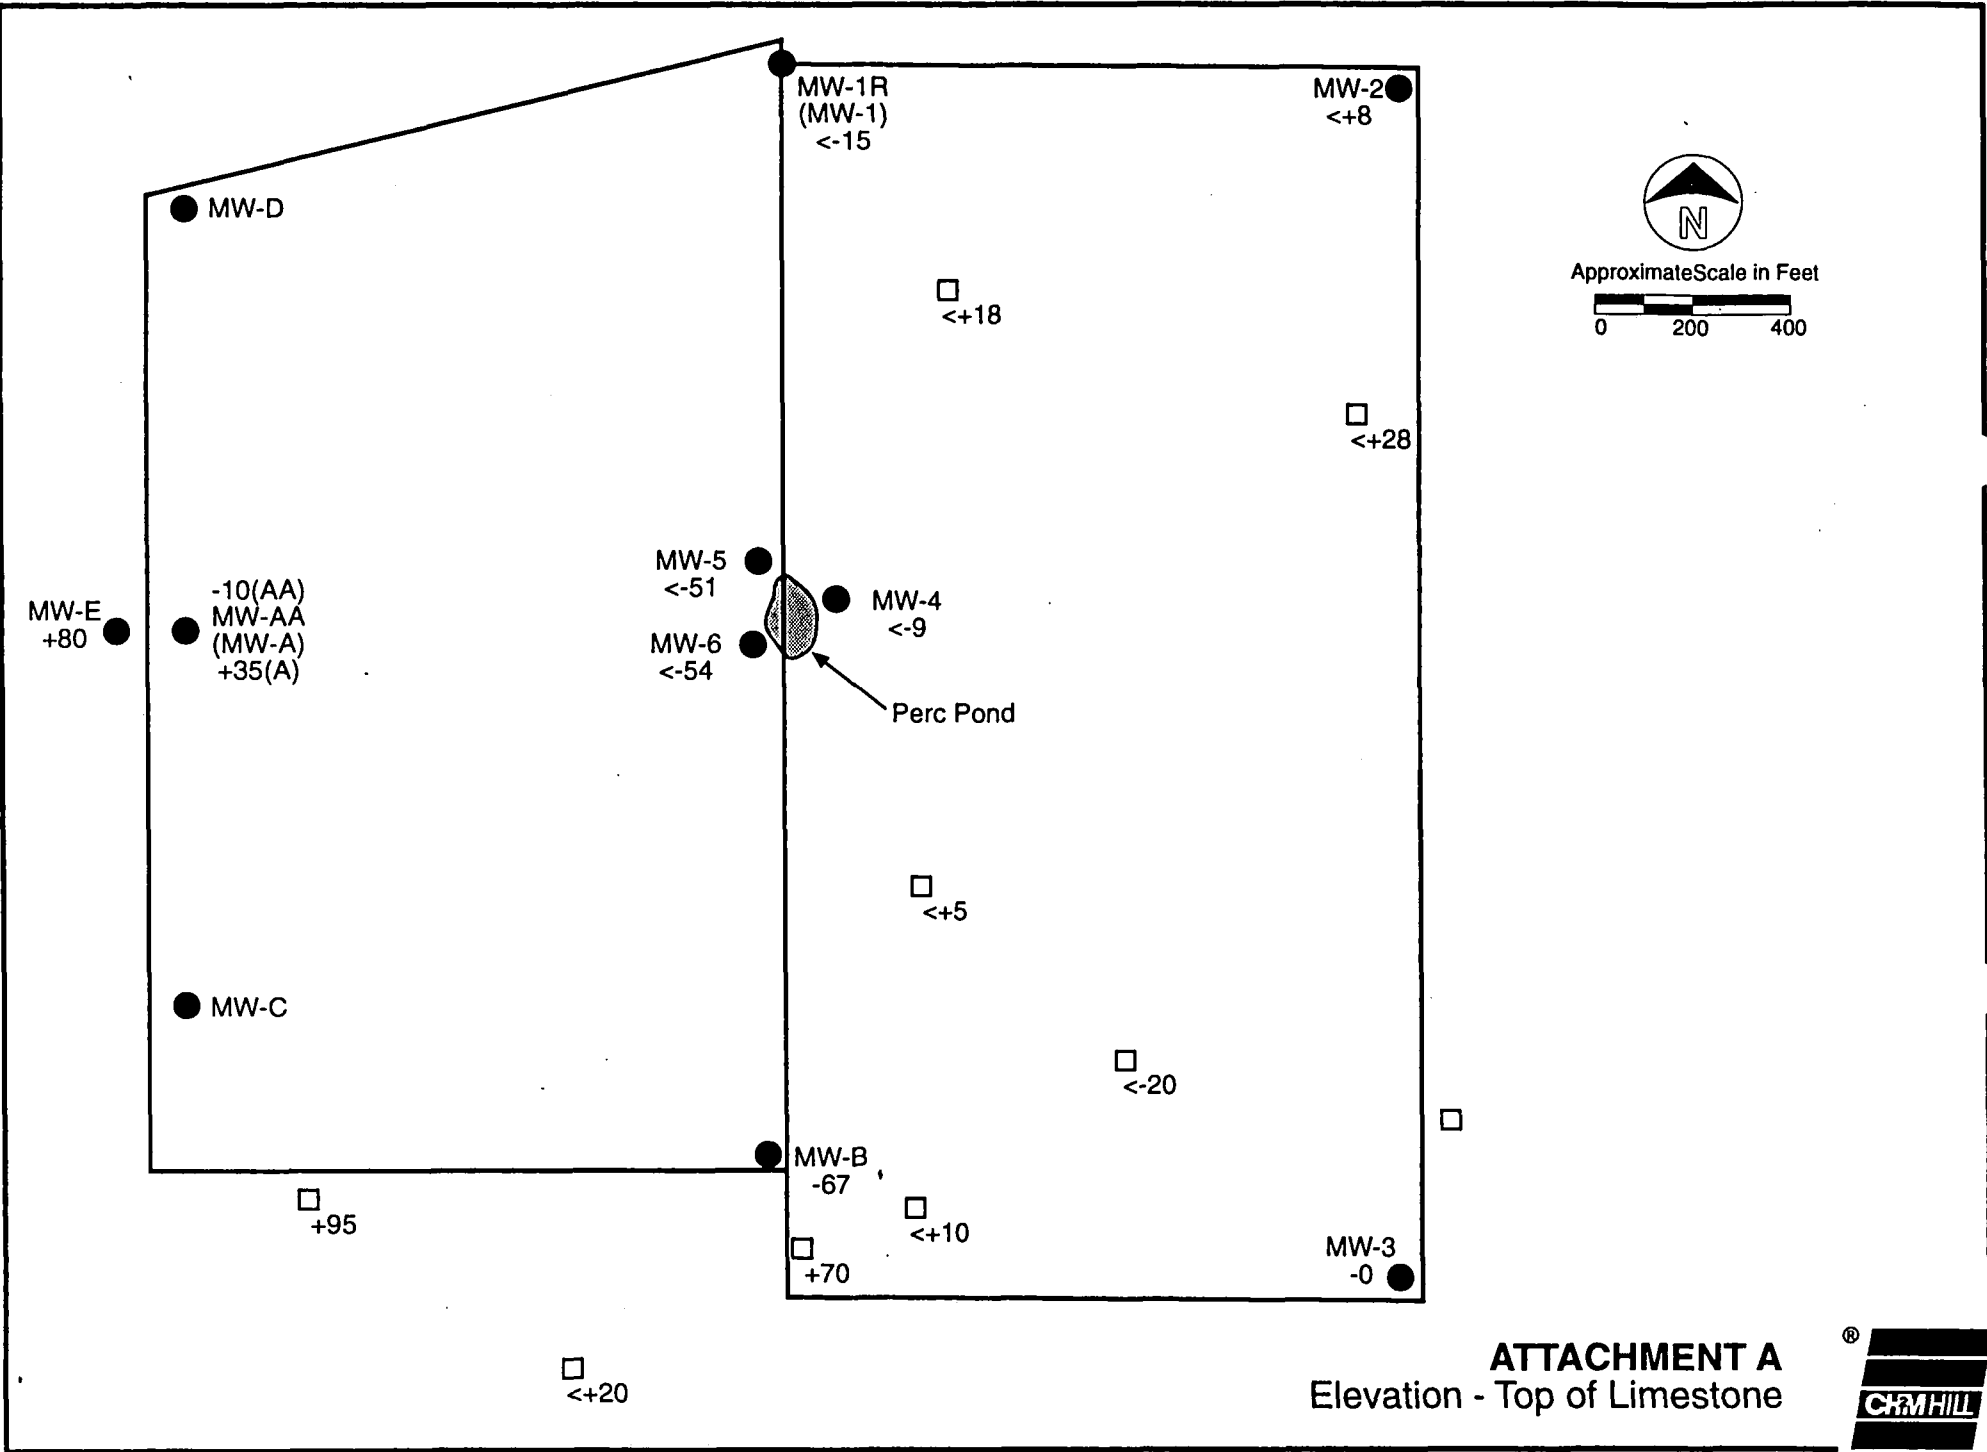 MW-1R
(MW-1)
<-15
MW-2
<+8
MW-D
N
ApproximateScale in Feet
0 200 400
<+18
<+28
MW-5
<-51
MW-4
<-9
MW-6
<-54
MW-E
+80
-10(AA)
MW-AA
(MW-A)
+35(A)
Perc Pond
<+5
MW-C
<-20
MW-B
-67
+95
<+10
+70
MW-3
-0
<+20
ATTACHMENT A
Elevation - Top of Limestone
®
CH2M HILL